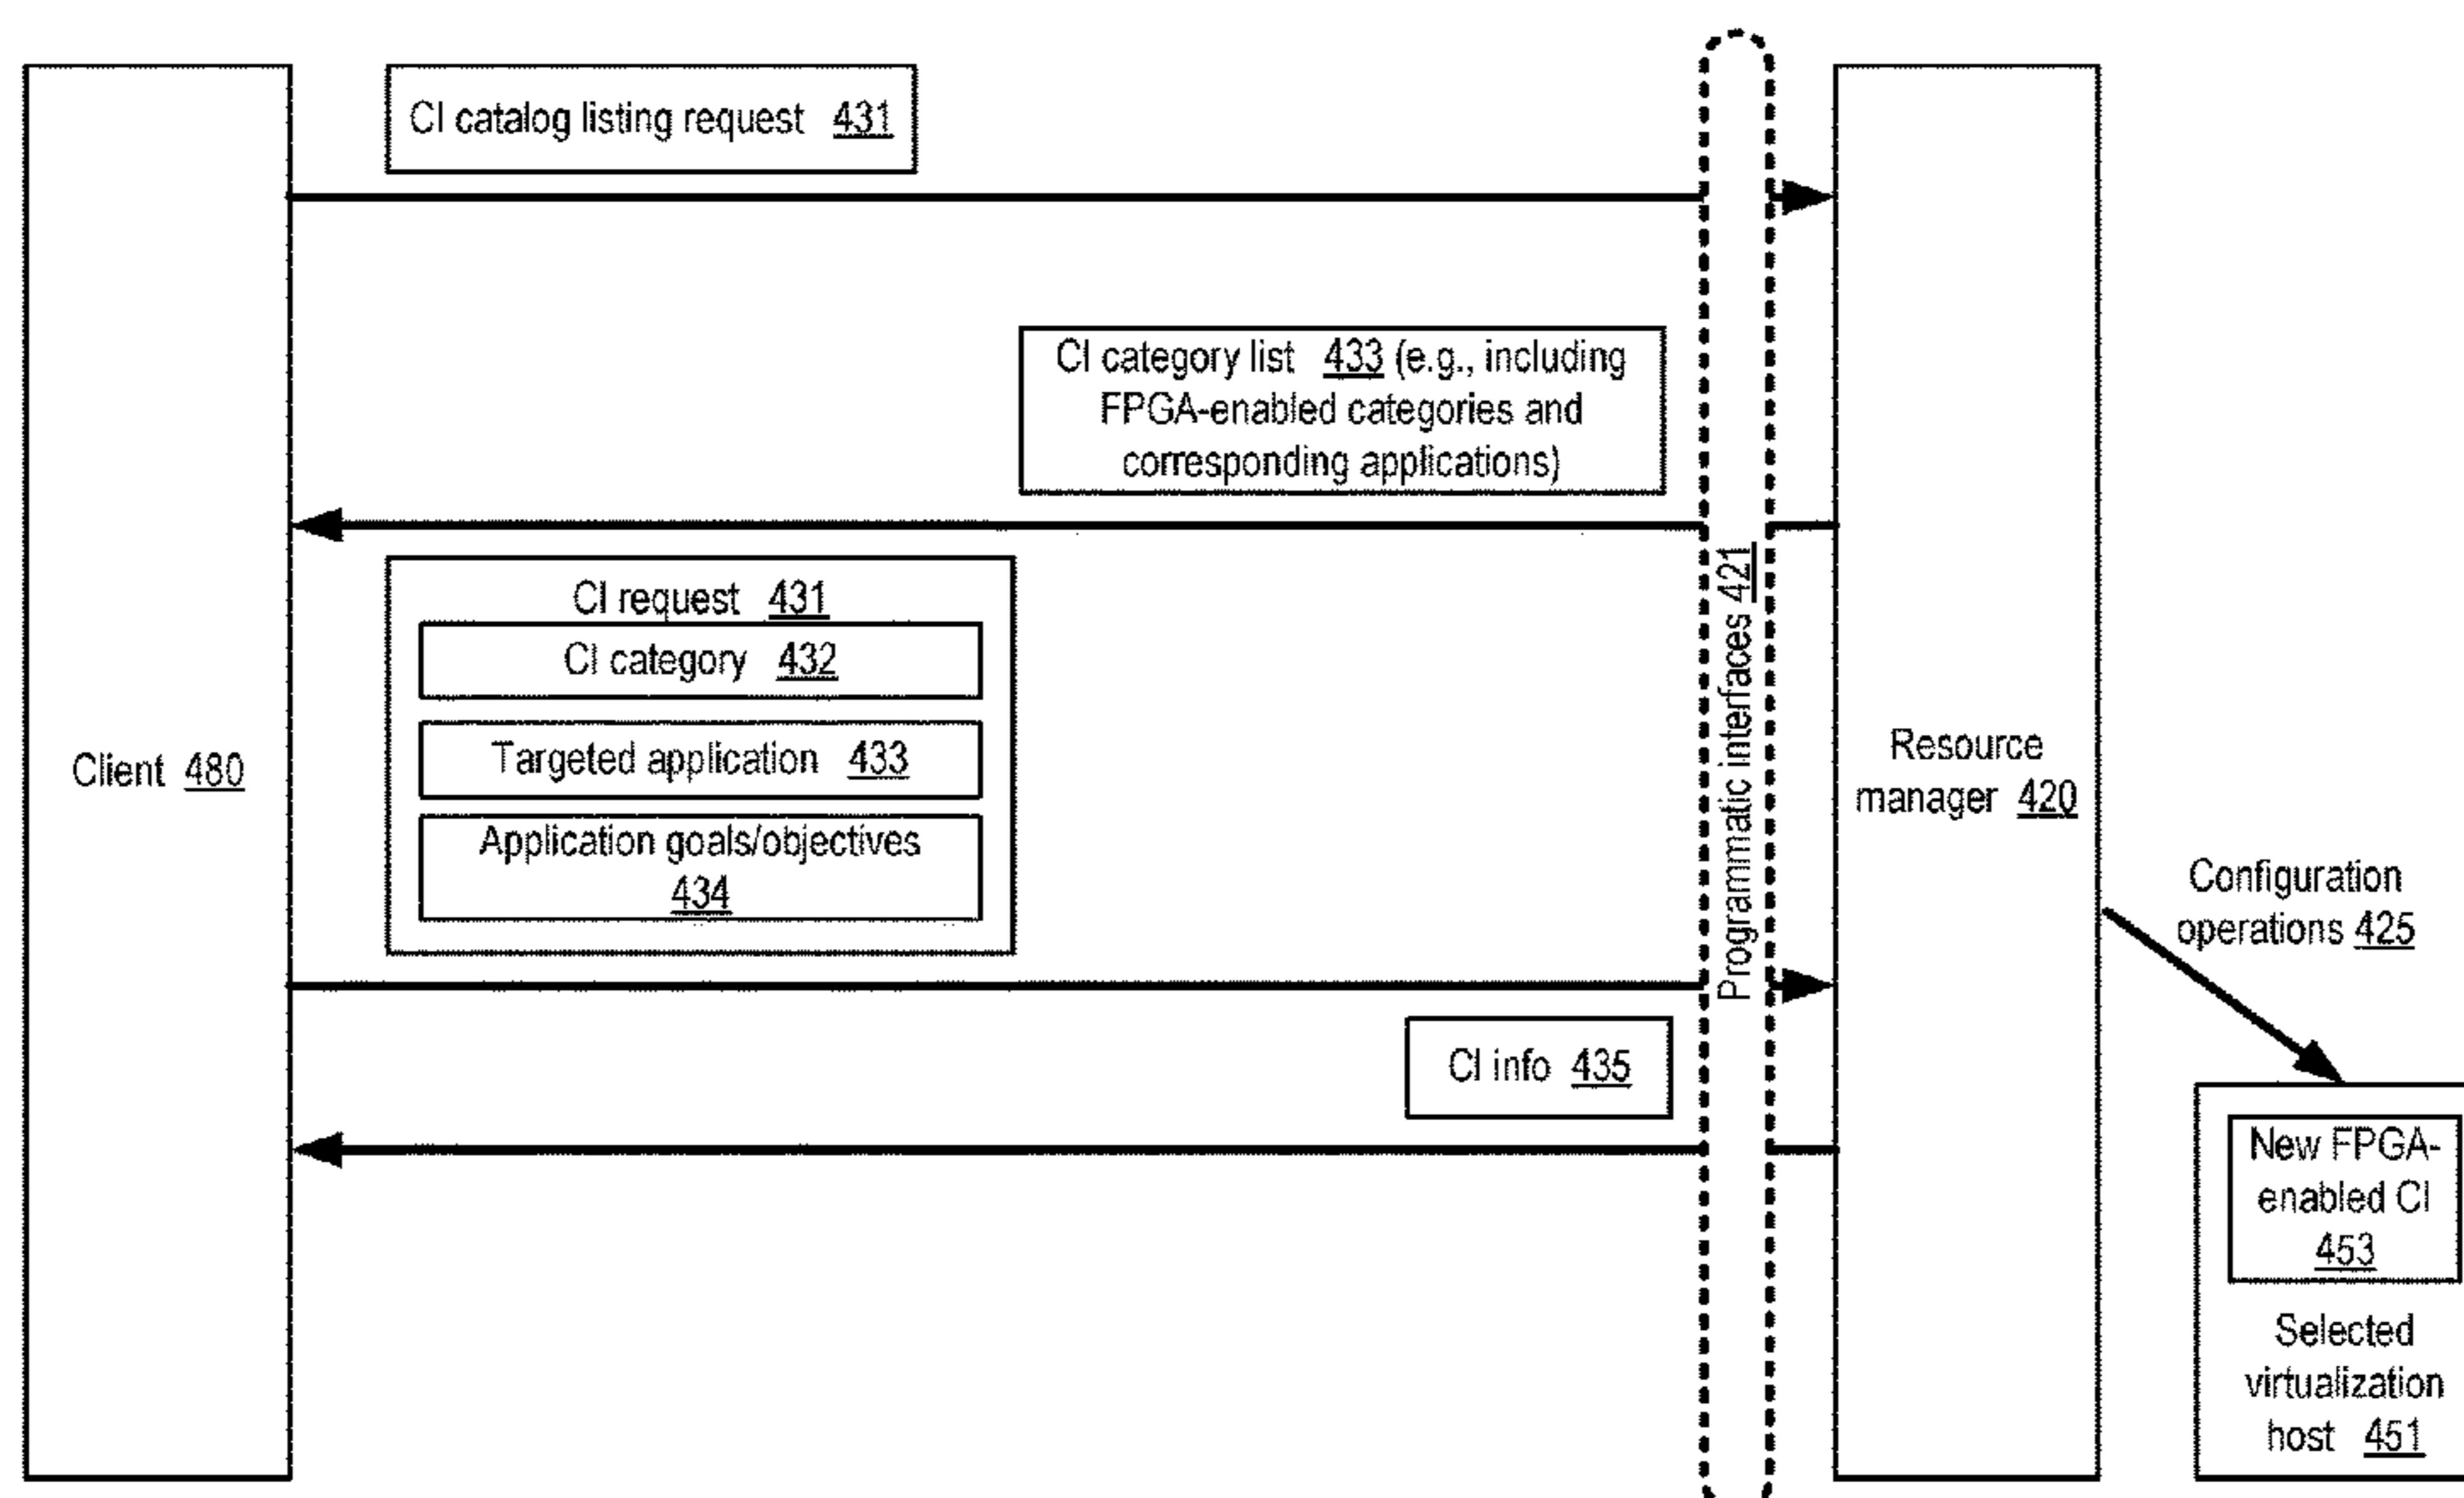 CI catalog listing request 431
CI category list 433 (e.g., including
FPGA-enabled categories and
corresponding applications)
CI request 431
CI category 432
Targeted application 433
Application goals/objectives
434
Client 480
Programmatic interfaces 421
Resource
manager 420
Configuration
operations 425
CI info 435
New FPGA-
enabled CI
453
Selected
virtualization
host 451